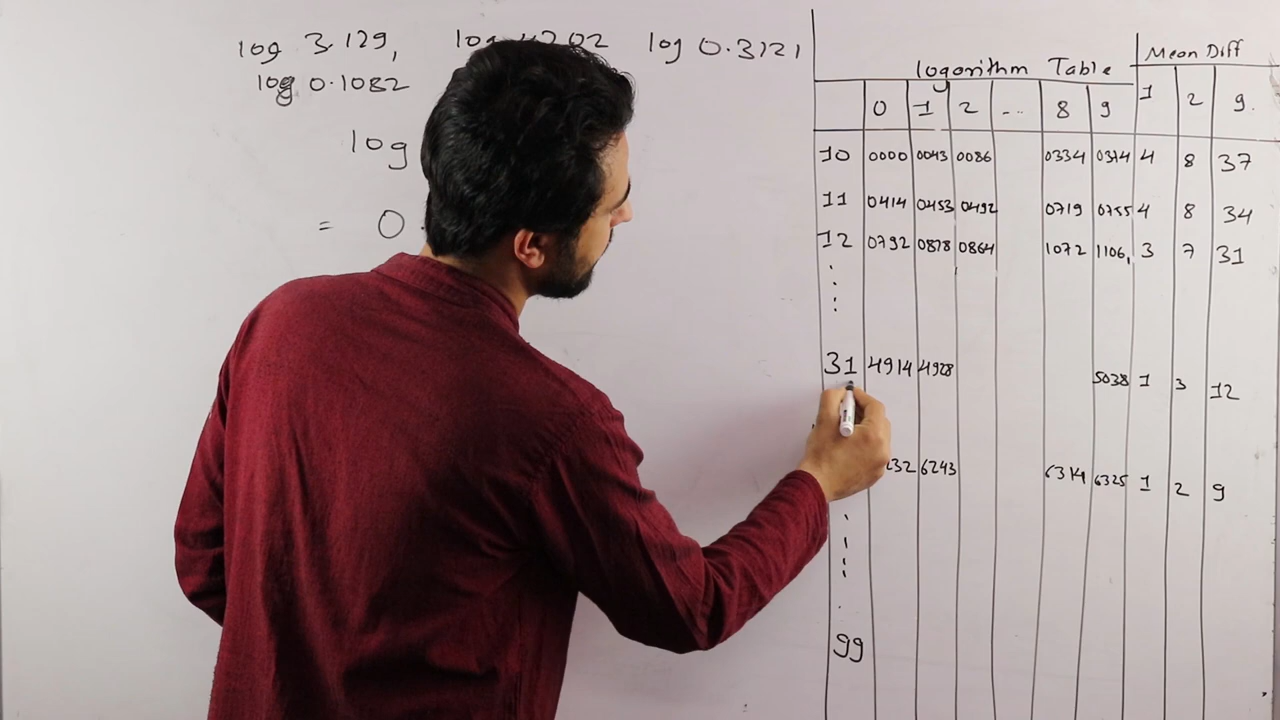 log 3.129, log 4202 log 0.3121
log 0.1082
log
= 0.
logorithm Table Mean Diff
0 1 2 ... 8 9 1 2 9.
10 0000 0043 0086 0334 0374 4 8 37
11 0414 0453 0492 0719 0755 4 8 34
12 0792 0828 0864 1072 1106, 3 7 31
31 4914 4928 5038 1 3 12
6243 6314 6325 1 2 9
99